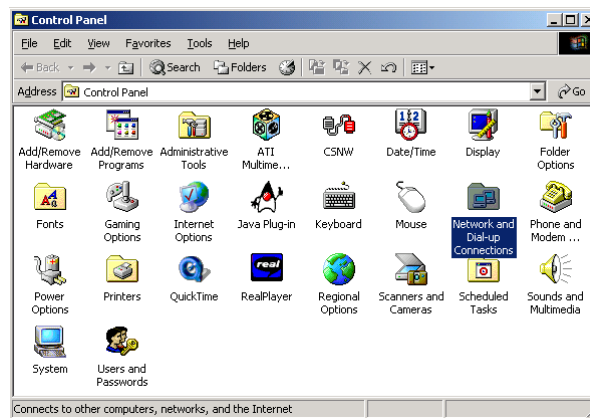 Control Panel
File Edit View Favorites Tools Help
Back Search Folders
Address Control Panel Go
Add/Remove Hardware
Add/Remove Programs
Administrative Tools
ATI Multime...
CSNW
Date/Time
Display
Folder Options
Fonts
Gaming Options
Internet Options
Java Plug-in
Keyboard
Mouse
Network and Dial-up Connections
Phone and Modem ...
Power Options
Printers
QuickTime
real
RealPlayer
Regional Options
Scanners and Cameras
Scheduled Tasks
Sounds and Multimedia
System
Users and Passwords
Connects to other computers, networks, and the Internet